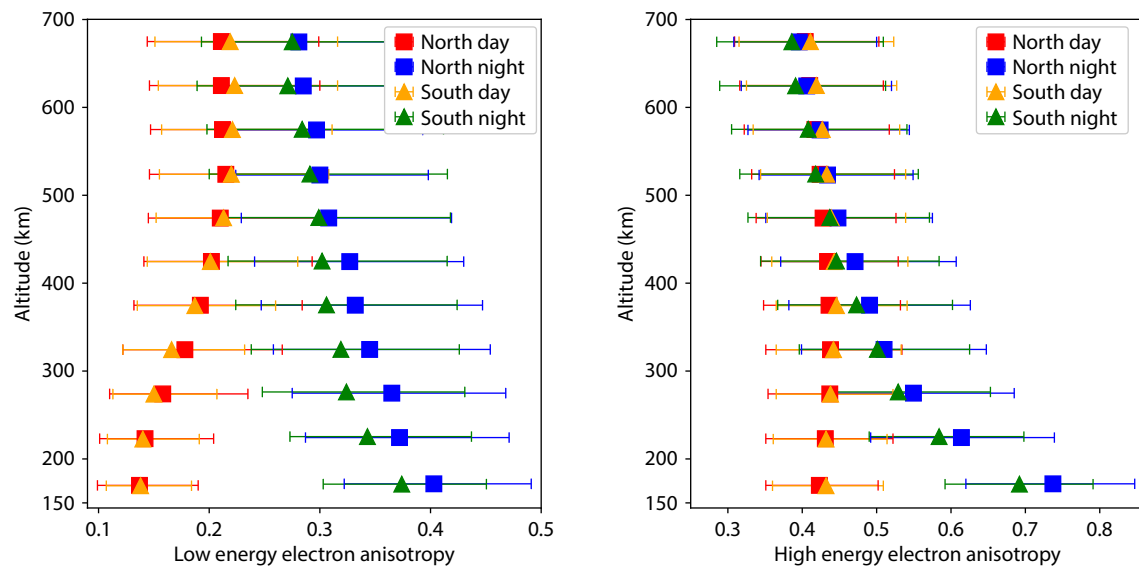 700
600
500
400
300
200
150
Altitude (km)
0.1
0.2
0.3
0.4
0.5
Low energy electron anisotropy
North day
North night
South day
South night
700
600
500
400
300
200
150
Altitude (km)
0.3
0.4
0.5
0.6
0.7
0.8
High energy electron anisotropy
North day
North night
South day
South night